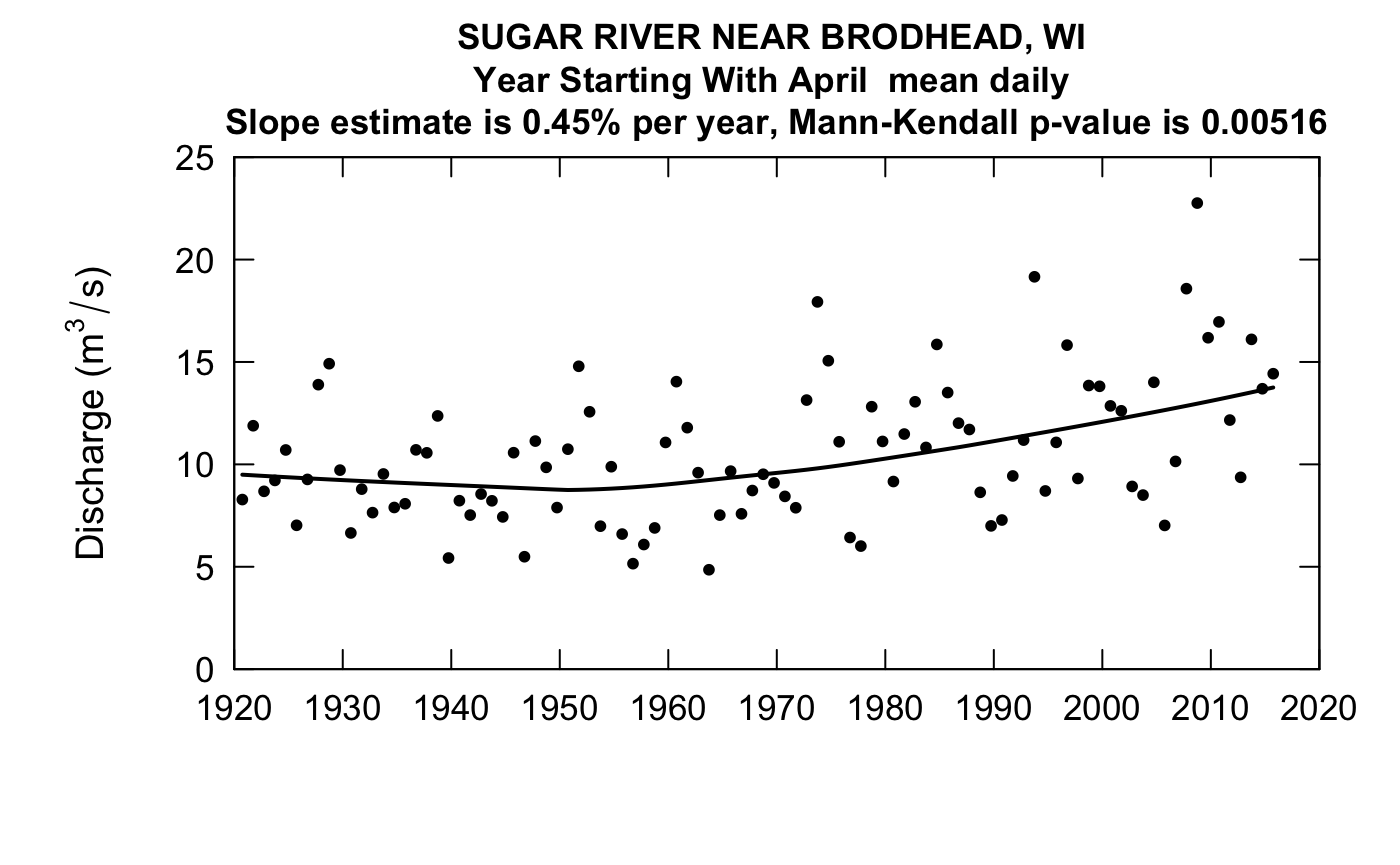 SUGAR RIVER NEAR BRODHEAD, WI
Year Starting With April  mean daily
Slope estimate is 0.45% per year, Mann-Kendall p-value is 0.00516
Discharge (m³/s)
25
20
15
10
5
0
1920 1930 1940 1950 1960 1970 1980 1990 2000 2010 2020